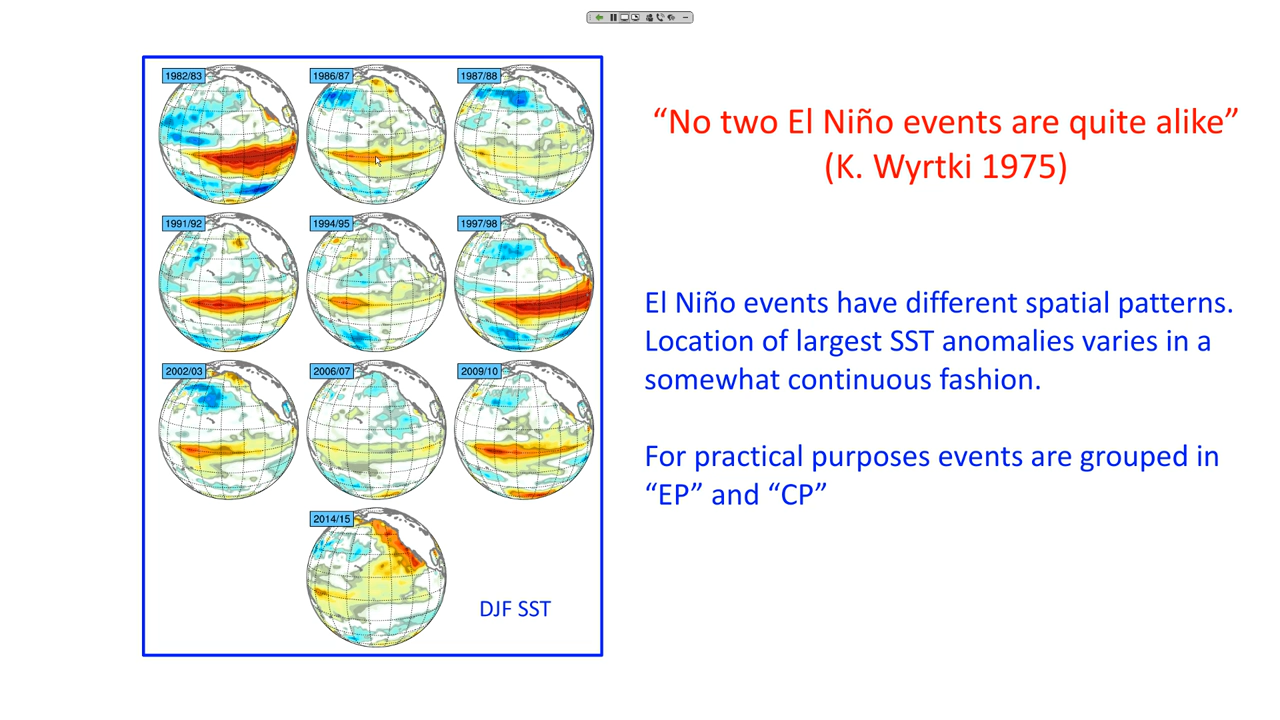 1982/83
1986/87
1987/88
1991/92
1994/95
1997/98
2002/03
2006/07
2009/10
2014/15
DJF SST
“No two El Niño events are quite alike”
(K. Wyrtki 1975)
El Niño events have different spatial patterns.
Location of largest SST anomalies varies in a
somewhat continuous fashion.
For practical purposes events are grouped in
“EP” and “CP”